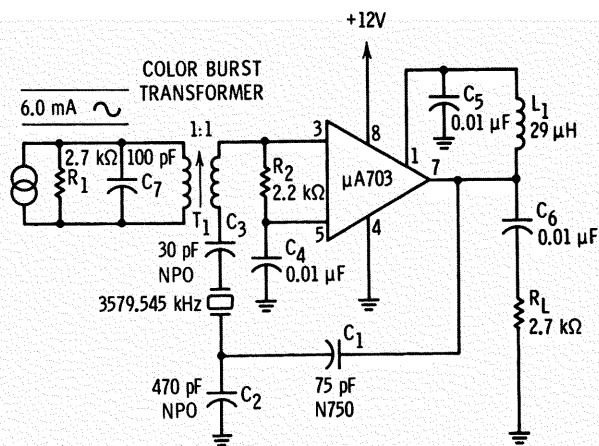 +12V
COLOR BURST
TRANSFORMER
6.0 mA
1:1
2.7 kΩ
R1
100 pF
C7
T1
R2
2.2 kΩ
3
8
1
7
5
4
μA703
C5
0.01 μF
L1
29 μH
C3
30 pF
NPO
C4
0.01 μF
C6
0.01 μF
3579.545 kHz
RL
2.7 kΩ
C1
75 pF
N750
470 pF
NPO
C2